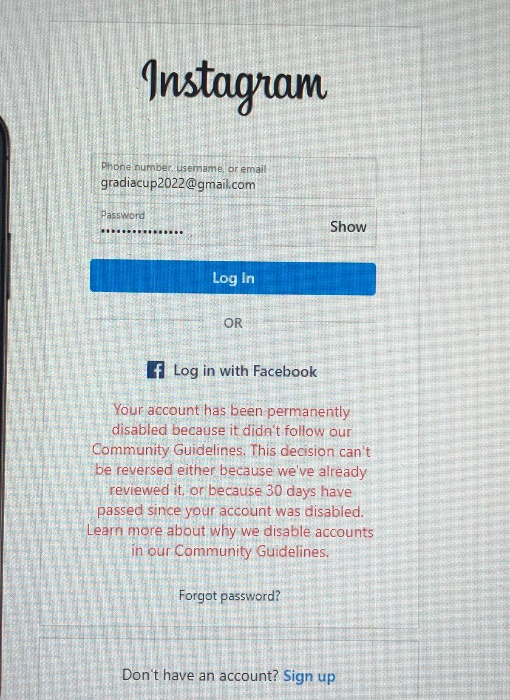 Instagram
Phone number, username, or email
gradiacup2022@gmail.com
Password
••••••••••••••••
Show
Log In
OR
Log in with Facebook
Your account has been permanently
disabled because it didn't follow our
Community Guidelines. This decision can't
be reversed either because we've already
reviewed it, or because 30 days have
passed since your account was disabled.
Learn more about why we disable accounts
in our Community Guidelines.
Forgot password?
Don't have an account? Sign up